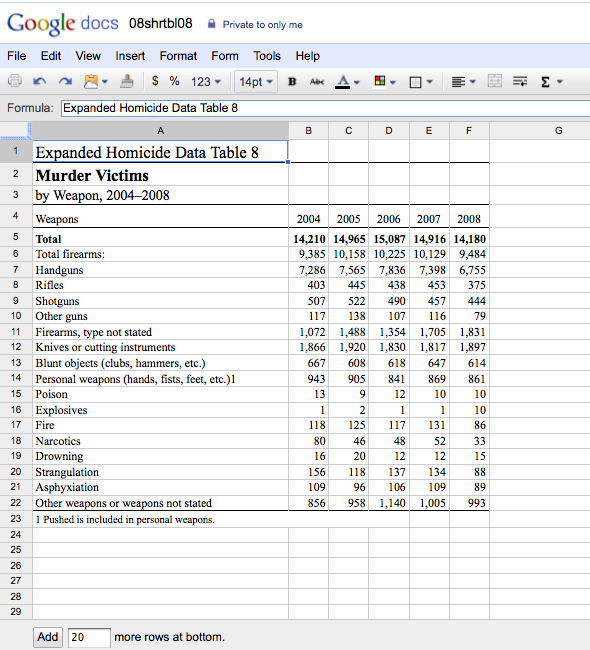 Google docs 08shrtbl08 Private to only me
File Edit View Insert Format Form Tools Help
$ % 123 14pt B Abc A Σ
Formula: Expanded Homicide Data Table 8
A B C D E F G
1 Expanded Homicide Data Table 8
2 Murder Victims
3 by Weapon, 2004–2008
4 Weapons 2004 2005 2006 2007 2008
5 Total 14,210 14,965 15,087 14,916 14,180
6 Total firearms: 9,385 10,158 10,225 10,129 9,484
7 Handguns 7,286 7,565 7,836 7,398 6,755
8 Rifles 403 445 438 453 375
9 Shotguns 507 522 490 457 444
10 Other guns 117 138 107 116 79
11 Firearms, type not stated 1,072 1,488 1,354 1,705 1,831
12 Knives or cutting instruments 1,866 1,920 1,830 1,817 1,897
13 Blunt objects (clubs, hammers, etc.) 667 608 618 647 614
14 Personal weapons (hands, fists, feet, etc.)1 943 905 841 869 861
15 Poison 13 9 12 10 10
16 Explosives 1 2 1 1 10
17 Fire 118 125 117 131 86
18 Narcotics 80 46 48 52 33
19 Drowning 16 20 12 12 15
20 Strangulation 156 118 137 134 88
21 Asphyxiation 109 96 106 109 89
22 Other weapons or weapons not stated 856 958 1,140 1,005 993
23 1 Pushed is included in personal weapons.
24
25
26
27
28
29
Add 20 more rows at bottom.